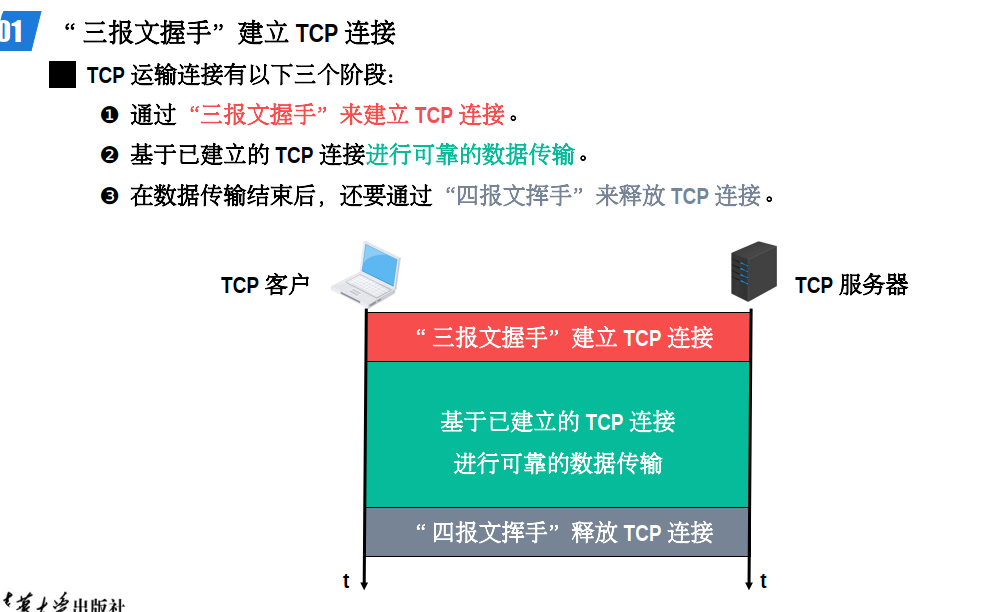 01
“三报文握手”建立 TCP 连接
TCP 运输连接有以下三个阶段：
❶ 通过“三报文握手”来建立 TCP 连接。
❷ 基于已建立的 TCP 连接进行可靠的数据传输。
❸ 在数据传输结束后，还要通过“四报文挥手”来释放 TCP 连接。
TCP 客户
TCP 服务器
“三报文握手”建立 TCP 连接
基于已建立的 TCP 连接
进行可靠的数据传输
“四报文挥手”释放 TCP 连接
t
t
大学出版社